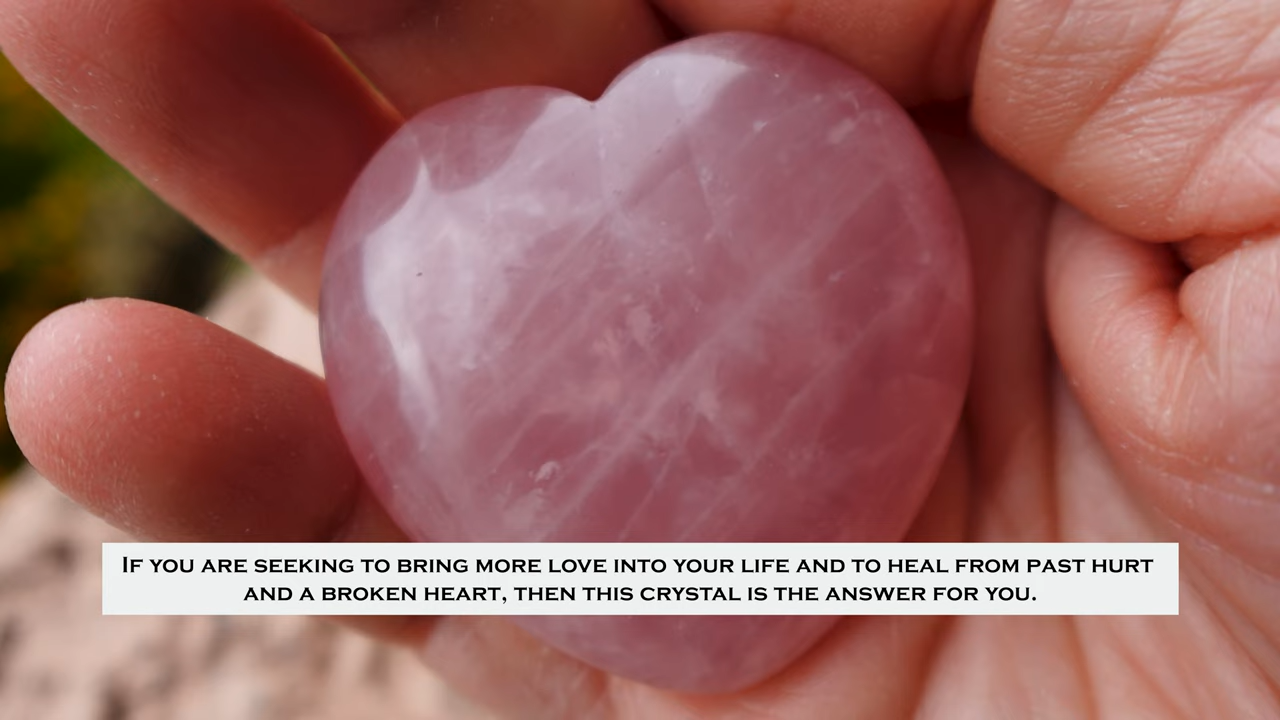 If you are seeking to bring more love into your life and to heal from past hurt
and a broken heart, then this crystal is the answer for you.